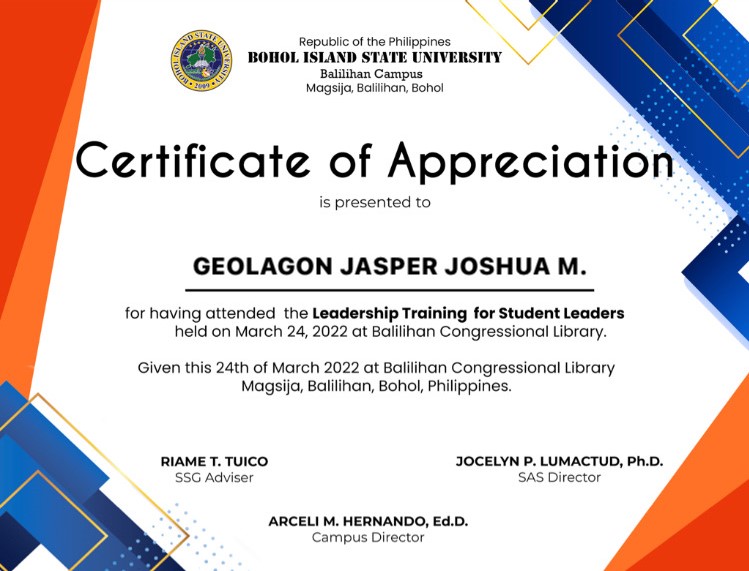 BOHOL ISLAND STATE UNIVERSITY
2009
Republic of the Philippines
BOHOL ISLAND STATE UNIVERSITY
Balilihan Campus
Magsija, Balilihan, Bohol
Certificate of Appreciation
is presented to
GEOLAGON JASPER JOSHUA M.
for having attended the Leadership Training for Student Leaders
held on March 24, 2022 at Balilihan Congressional Library.
Given this 24th of March 2022 at Balilihan Congressional Library
Magsija, Balilihan, Bohol, Philippines.
RIAME T. TUICO
SSG Adviser
JOCELYN P. LUMACTUD, Ph.D.
SAS Director
ARCELI M. HERNANDO, Ed.D.
Campus Director